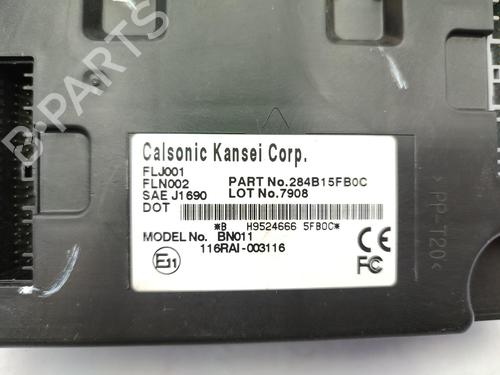 B-PARTS
Calsonic Kansei Corp.
FLJ001
FLN002 PART No.284B15FB0C
SAE J1690 LOT No.7908
DOT
*B H9524666 5FB0C*
MODEL No. BN011
116RAI-003116
E11
CE
FC
>PP-T20<